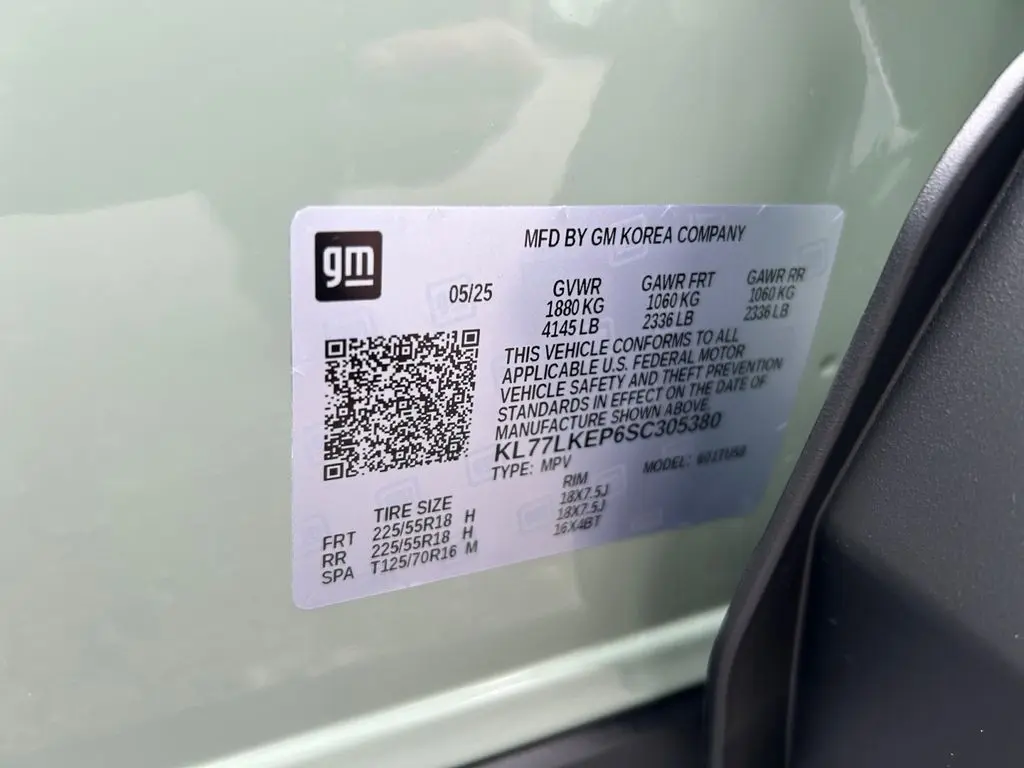 gm
MFD BY GM KOREA COMPANY
05/25
GVWR
1880 KG
4145 LB
GAWR FRT
1060 KG
2336 LB
GAWR RR
1060 KG
2336 LB
THIS VEHICLE CONFORMS TO ALL
APPLICABLE U.S. FEDERAL MOTOR
VEHICLE SAFETY AND THEFT PREVENTION
STANDARDS IN EFFECT ON THE DATE OF
MANUFACTURE SHOWN ABOVE.
KL77LKEP6SC305380
TYPE: MPV MODEL:
TIRE SIZE RIM
FRT 225/55R18 H 18X7.5J
RR 225/55R18 H 18X7.5J
SPA T125/70R16 M 16X4BT